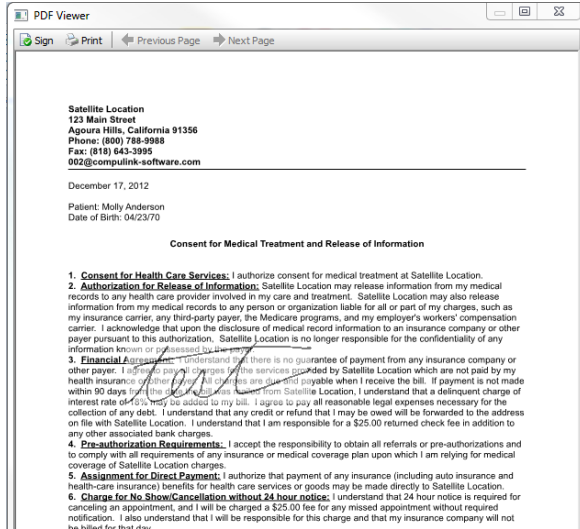 PDF Viewer
Sign Print Previous Page Next Page
Satellite Location
123 Main Street
Agoura Hills, California 91356
Phone: (800) 788-9988
Fax: (818) 643-3995
002@compulink-software.com
December 17, 2012
Patient: Molly Anderson
Date of Birth: 04/23/70
Consent for Medical Treatment and Release of Information
1. Consent for Health Care Services: I authorize consent for medical treatment at Satellite Location.
2. Authorization for Release of Information: Satellite Location may release information from my medical
records to any health care provider involved in my care and treatment. Satellite Location may also release
information from my medical records to any person or organization liable for all or part of my charges, such as
my insurance carrier, any third-party payer, the Medicare programs, and my employer's workers' compensation
carrier. I acknowledge that upon the disclosure of medical record information to an insurance company or other
payer pursuant to this authorization, Satellite Location is no longer responsible for the confidentiality of any
information known or possessed by the payer.
3. Financial Agreement: I understand that there is no guarantee of payment from any insurance company or
other payer. I agree to pay all charges for the services provided by Satellite Location which are not paid by my
health insurance or other payer. All charges are due and payable when I receive the bill. If payment is not made
within 90 days from the date the bill was mailed from Satellite Location, I understand that a delinquent charge of
interest rate of 18% may be added to my bill. I agree to pay all reasonable legal expenses necessary for the
collection of any debt. I understand that any credit or refund that I may be owed will be forwarded to the address
on file with Satellite Location. I understand that I am responsible for a $25.00 returned check fee in addition to
any other associated bank charges.
Test
4. Pre-authorization Requirements: I accept the responsibility to obtain all referrals or pre-authorizations and
to comply with all requirements of any insurance or medical coverage plan upon which I am relying for medical
coverage of Satellite Location charges.
5. Assignment for Direct Payment: I authorize that payment of any insurance (including auto insurance and
health-care insurance) benefits for health care services or goods may be made directly to Satellite Location.
6. Charge for No Show/Cancellation without 24 hour notice: I understand that 24 hour notice is required for
canceling an appointment, and I will be charged a $25.00 fee for any missed appointment without required
notification. I also understand that I will be responsible for this charge and that my insurance company will not
be billed for that day.